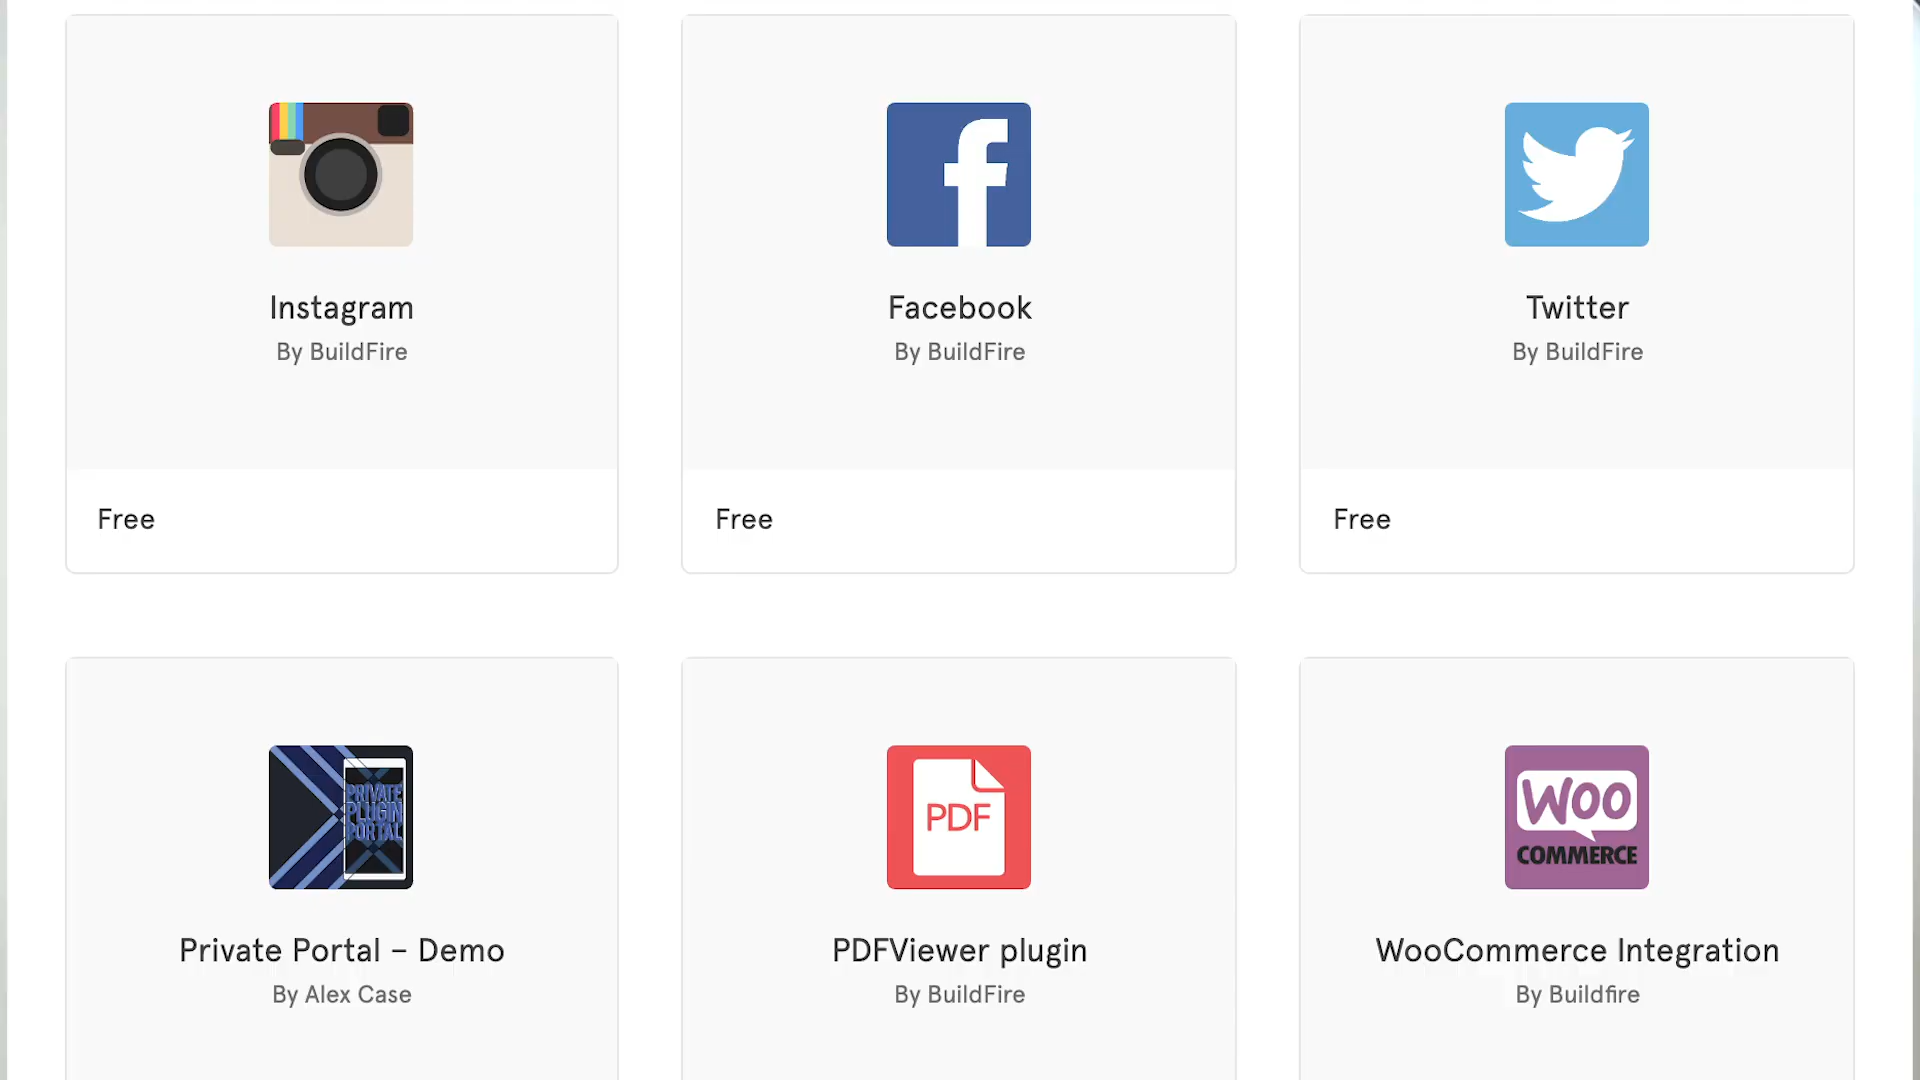 Instagram
By BuildFire
Free
Facebook
By BuildFire
Free
Twitter
By BuildFire
Free
PRIVATE
PLUGIN
PORTAL
Private Portal – Demo
By Alex Case
PDF
PDFViewer plugin
By BuildFire
WOO
COMMERCE
WooCommerce Integration
By Buildfire